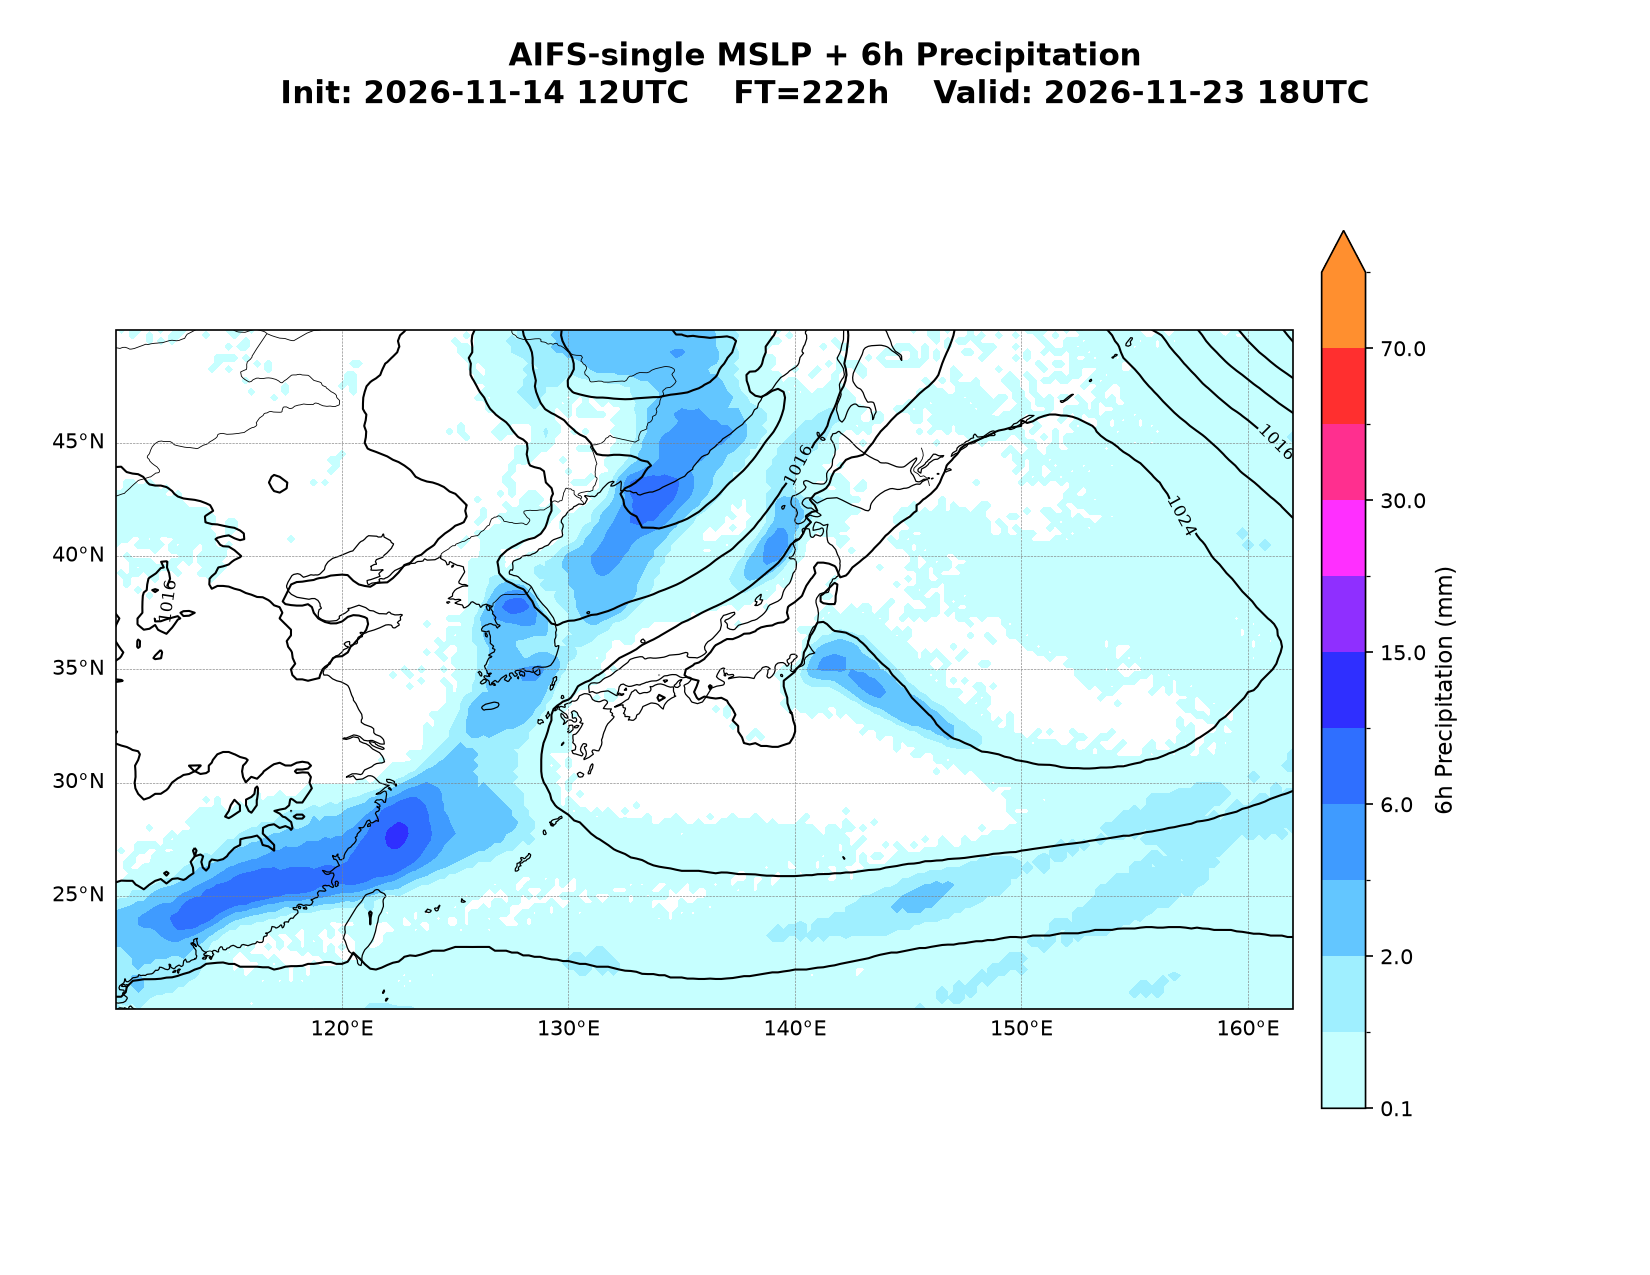 AIFS-single MSLP + 6h Precipitation
Init: 2026-11-14 12UTC    FT=222h    Valid: 2026-11-23 18UTC
70.0
30.0
15.0
6.0
2.0
0.1
6h Precipitation (mm)
45°N
40°N
35°N
30°N
25°N
120°E
130°E
140°E
150°E
160°E
1016
1016
1024
1016